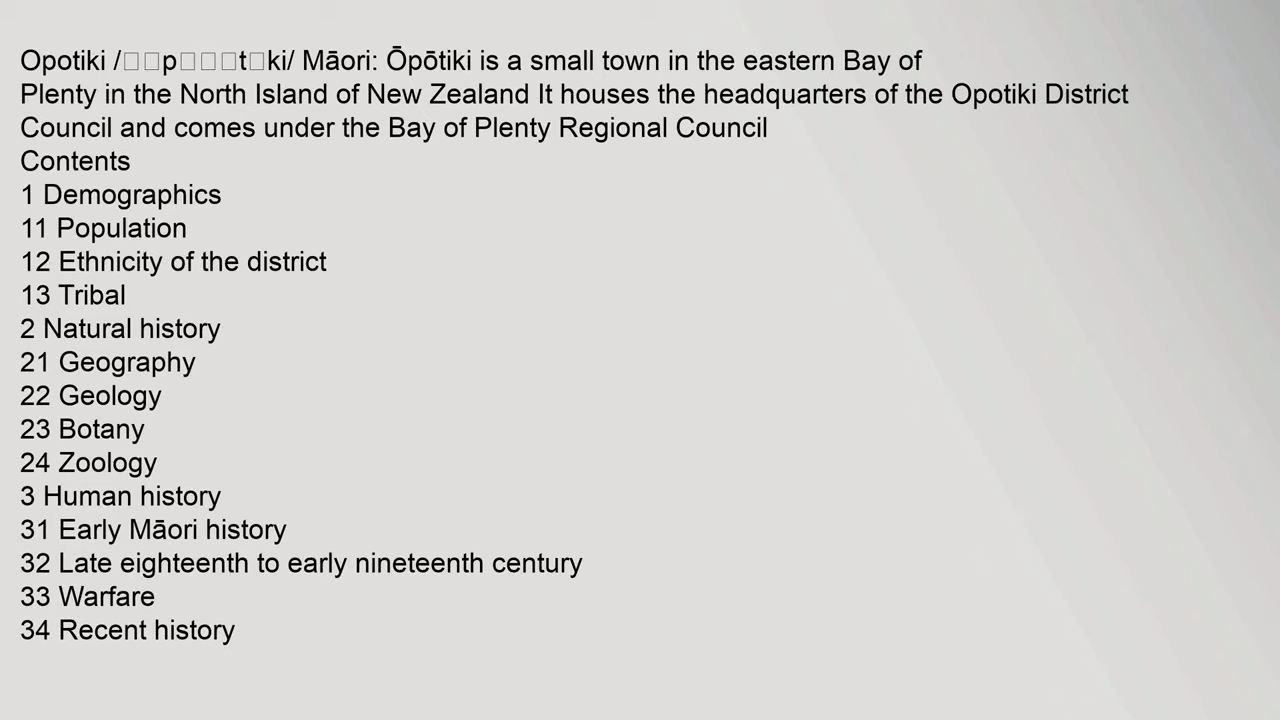 Opotiki /□□p□□□t□ki/ Māori: Ōpōtiki is a small town in the eastern Bay of
Plenty in the North Island of New Zealand It houses the headquarters of the Opotiki District
Council and comes under the Bay of Plenty Regional Council
Contents
1 Demographics
11 Population
12 Ethnicity of the district
13 Tribal
2 Natural history
21 Geography
22 Geology
23 Botany
24 Zoology
3 Human history
31 Early Māori history
32 Late eighteenth to early nineteenth century
33 Warfare
34 Recent history